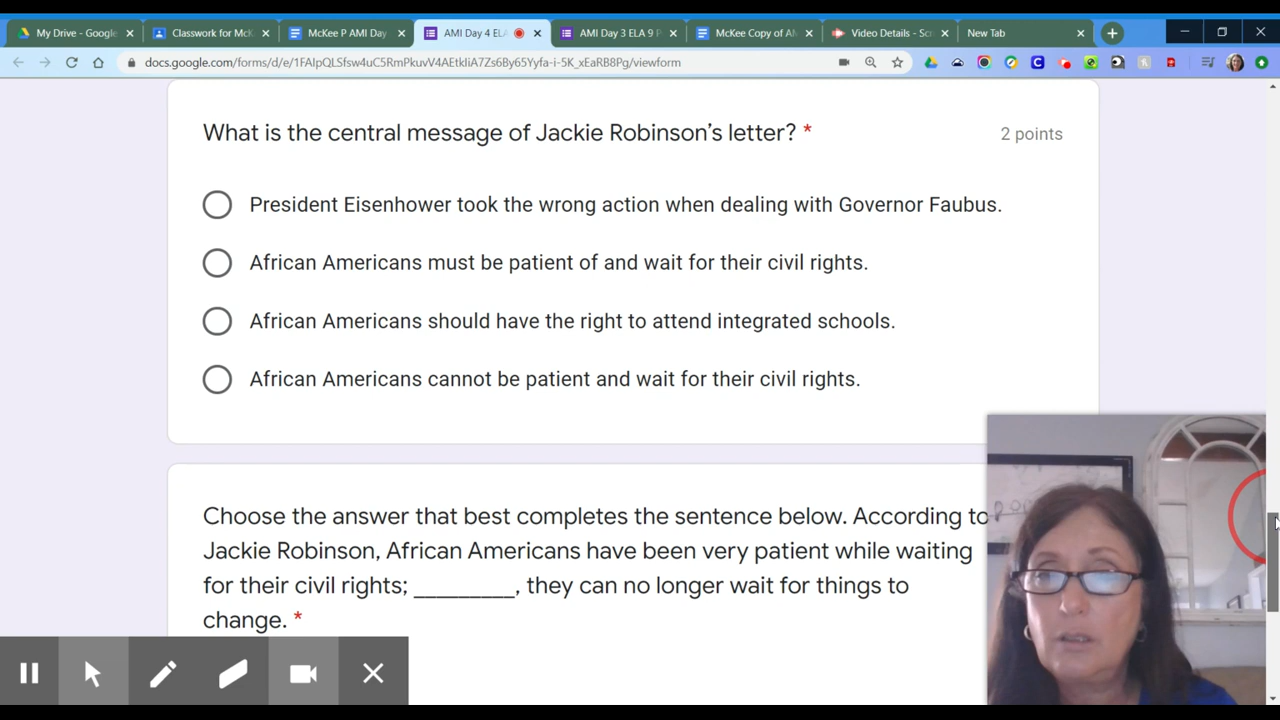 My Drive - Google
Classwork for McK
McKee P AMI Day
AMI Day 4 ELA
AMI Day 3 ELA 9 P
McKee Copy of AM
Video Details - Scr
New Tab
docs.google.com/forms/d/e/1FAIpQLSfsw4uC5RmPkuvV4AEtkIiA7Zs6By65Yyfa-i-5K_xEaRB8Pg/viewform
What is the central message of Jackie Robinson's letter? *
2 points
President Eisenhower took the wrong action when dealing with Governor Faubus.
African Americans must be patient of and wait for their civil rights.
African Americans should have the right to attend integrated schools.
African Americans cannot be patient and wait for their civil rights.
Choose the answer that best completes the sentence below. According to
Jackie Robinson, African Americans have been very patient while waiting
for their civil rights; _________, they can no longer wait for things to
change. *